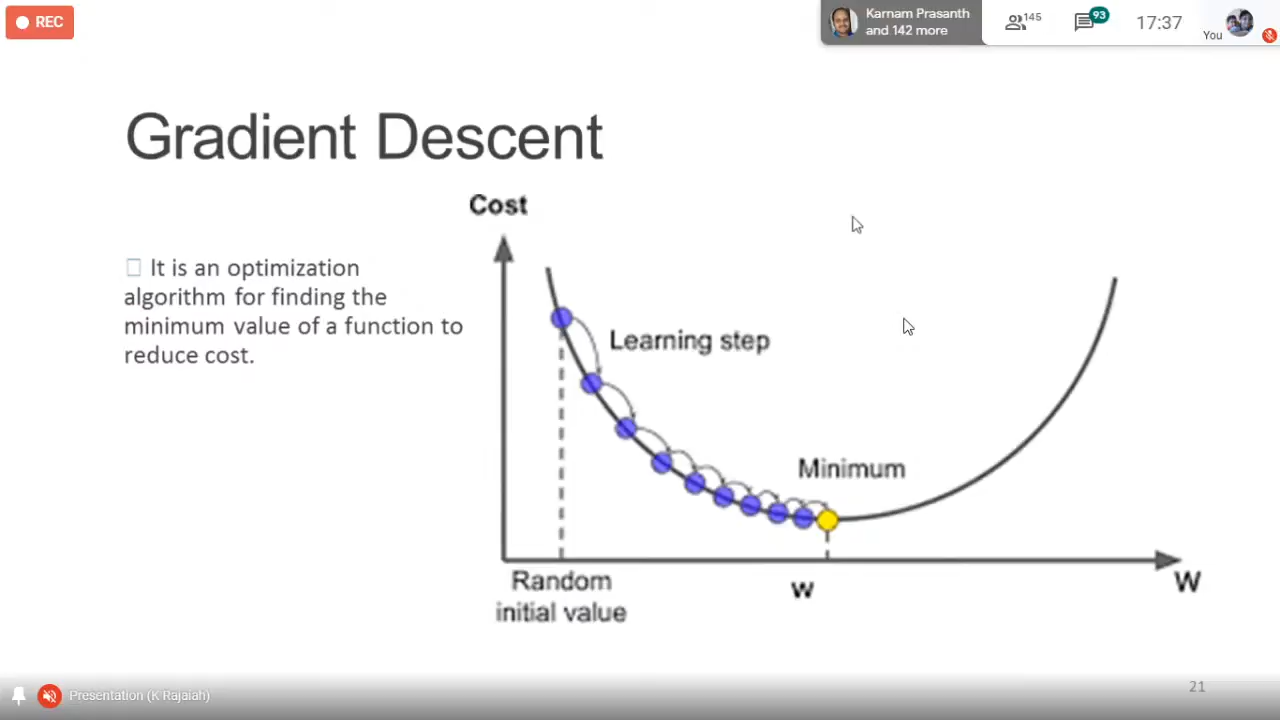 REC
Karnam Prasanth
and 142 more
145
93
17:37
You
Gradient Descent
Cost
It is an optimization
algorithm for finding the
minimum value of a function to
reduce cost.
Learning step
Minimum
Random
initial value
w
W
21
Presentation (K Rajaiah)